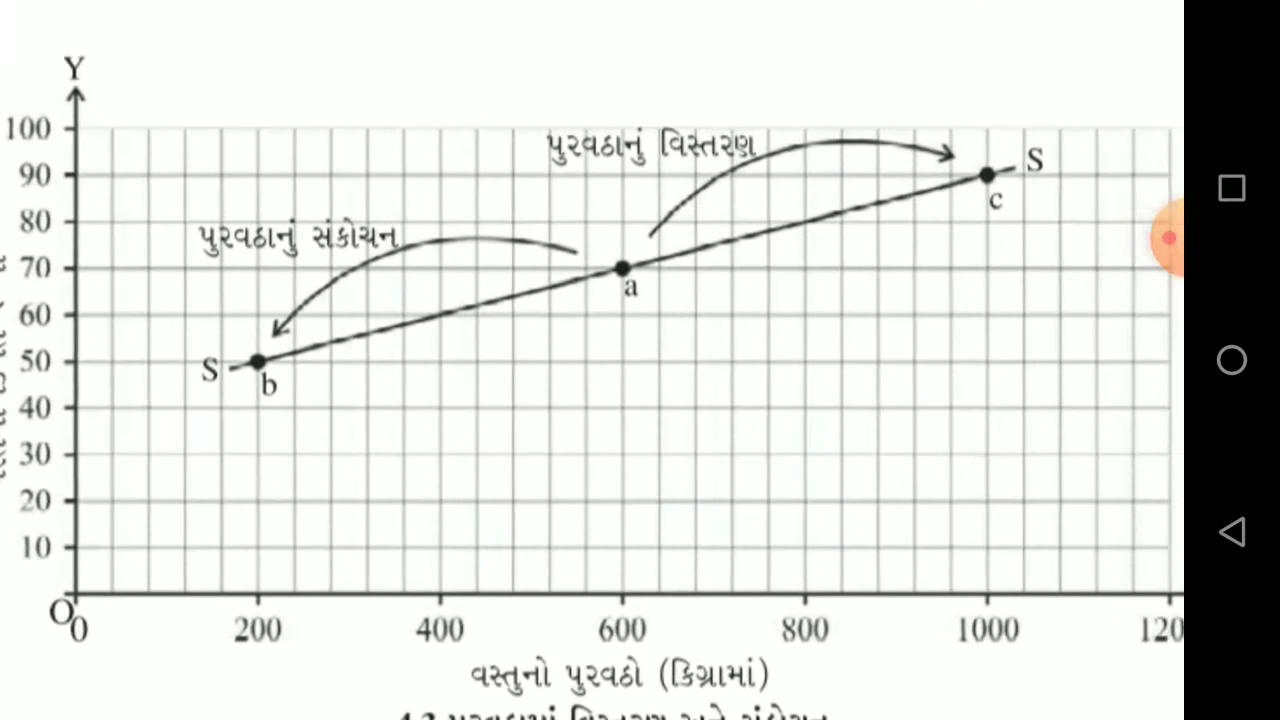 Y
100
પુરવઠાનું વિસ્તરણ
S
90
c
80
પુરવઠાનું સંકોચન
70
a
60
50
S
b
40
30
20
10
O
0 200 400 600 800 1000 120
વસ્તુનો પુરવઠો (કિગ્રામાં)